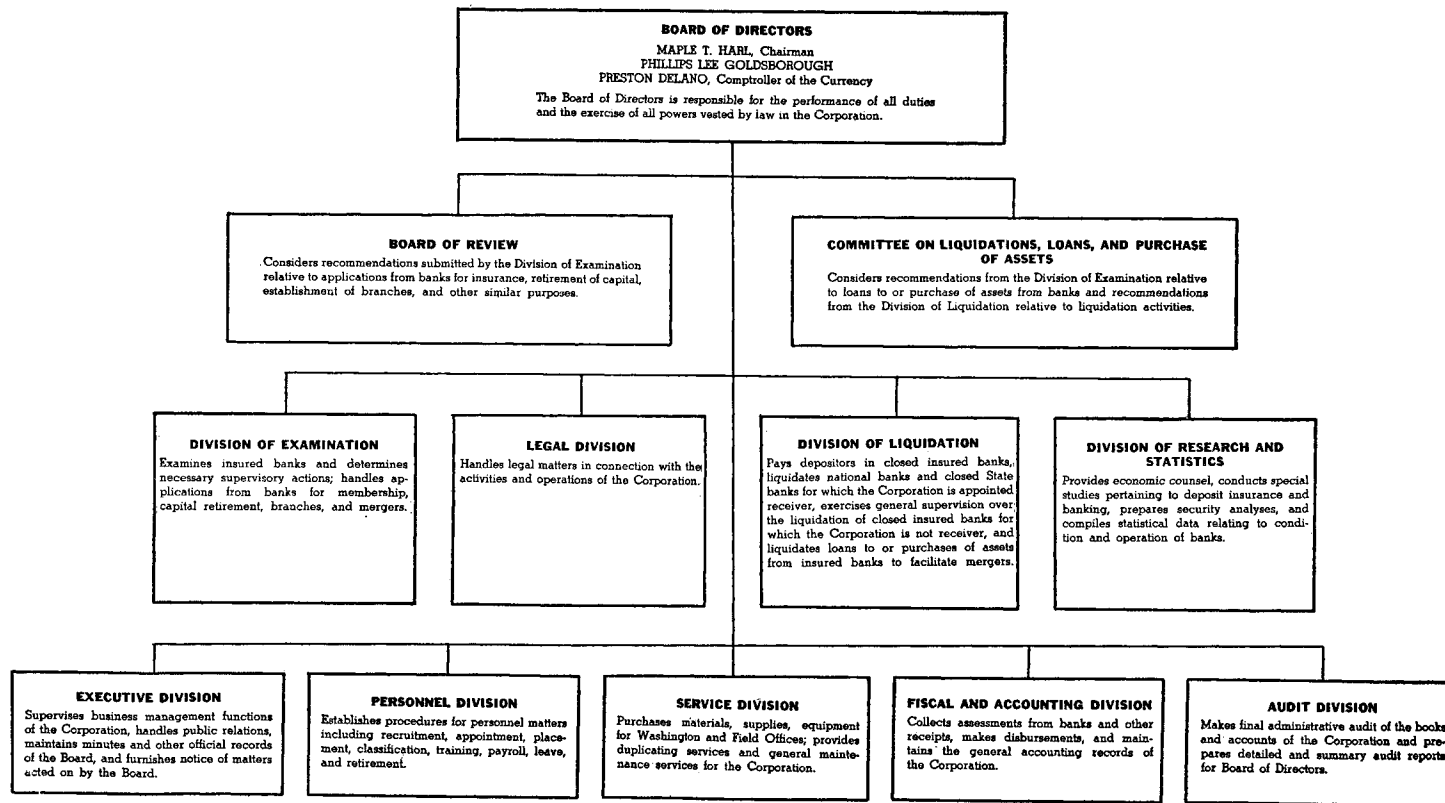 BOARD OF DIRECTORS
MAPLE T. HARL, Chairman
PHILLIPS LEE GOLDSBOROUGH
PRESTON DELANO, Comptroller of the Currency
The Board of Directors is responsible for the performance of all duties
and the exercise of all powers vested by law in the Corporation.
BOARD OF REVIEW
Considers recommendations submitted by the Division of Examination
relative to applications from banks for insurance, retirement of capital,
establishment of branches, and other similar purposes.
COMMITTEE ON LIQUIDATIONS, LOANS, AND PURCHASE
OF ASSETS
Considers recommendations from the Division of Examination relative
to loans to or purchase of assets from banks and recommendations
from the Division of Liquidation relative to liquidation activities.
DIVISION OF EXAMINATION
Examines insured banks and determines
necessary supervisory actions; handles ap-
plications from banks for membership,
capital retirement, branches, and mergers.
LEGAL DIVISION
Handles legal matters in connection with the
activities and operations of the Corporation.
DIVISION OF LIQUIDATION
Pays depositors in closed insured banks,
liquidates national banks and closed State
banks for which the Corporation is appointed
receiver, exercises general supervision over
the liquidation of closed insured banks for
which the Corporation is not receiver, and
liquidates loans to or purchases of assets
from insured banks to facilitate mergers.
DIVISION OF RESEARCH AND
STATISTICS
Provides economic counsel, conducts special
studies pertaining to deposit insurance and
banking, prepares security analyses, and
compiles statistical data relating to condi-
tion and operation of banks.
EXECUTIVE DIVISION
Supervises business management functions
of the Corporation, handles public relations,
maintains minutes and other official records
of the Board, and furnishes notice of matters
acted on by the Board.
PERSONNEL DIVISION
Establishes procedures for personnel matters
including recruitment, appointment, place-
ment, classification, training, payroll, leave,
and retirement.
SERVICE DIVISION
Purchases materials, supplies, equipment
for Washington and Field Offices; provides
duplicating services and general mainte-
nance services for the Corporation.
FISCAL AND ACCOUNTING DIVISION
Collects assessments from banks and other
receipts, makes disbursements, and main-
tains the general accounting records of
the Corporation.
AUDIT DIVISION
Makes final administrative audit of the books
and accounts of the Corporation and pre-
pares detailed and summary audit reports
for Board of Directors.